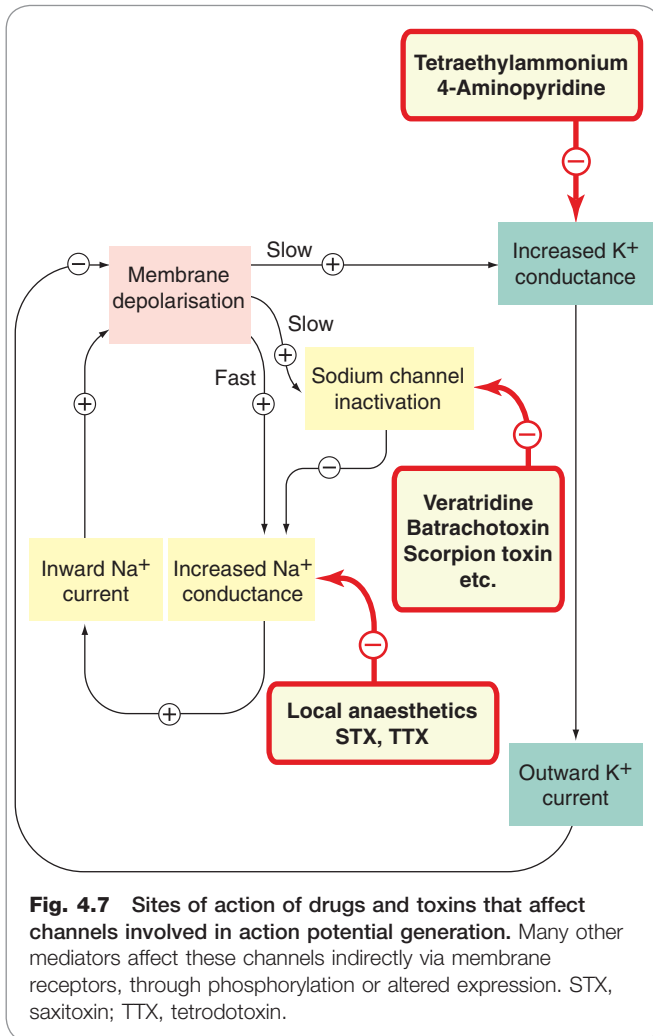 Tetraethylammonium
4-Aminopyridine
−
Increased K+
conductance
−
Membrane
depolarisation
Slow
+
Slow
+
Fast
+
+
Sodium channel
inactivation
−
−
Veratridine
Batrachotoxin
Scorpion toxin
etc.
Inward Na+
current
Increased Na+
conductance
−
+
Local anaesthetics
STX, TTX
Outward K+
current
Fig. 4.7 Sites of action of drugs and toxins that affect
channels involved in action potential generation. Many other
mediators affect these channels indirectly via membrane
receptors, through phosphorylation or altered expression. STX,
saxitoxin; TTX, tetrodotoxin.